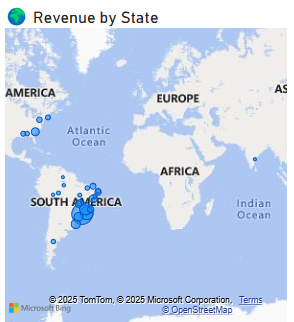 Revenue by State
AMERICA
EUROPE
AS
Atlantic
Ocean
AFRICA
SOUTH AMERICA
Indian
Ocean
Microsoft Bing
© 2025 TomTom, © 2025 Microsoft Corporation, Terms
© OpenStreetMap